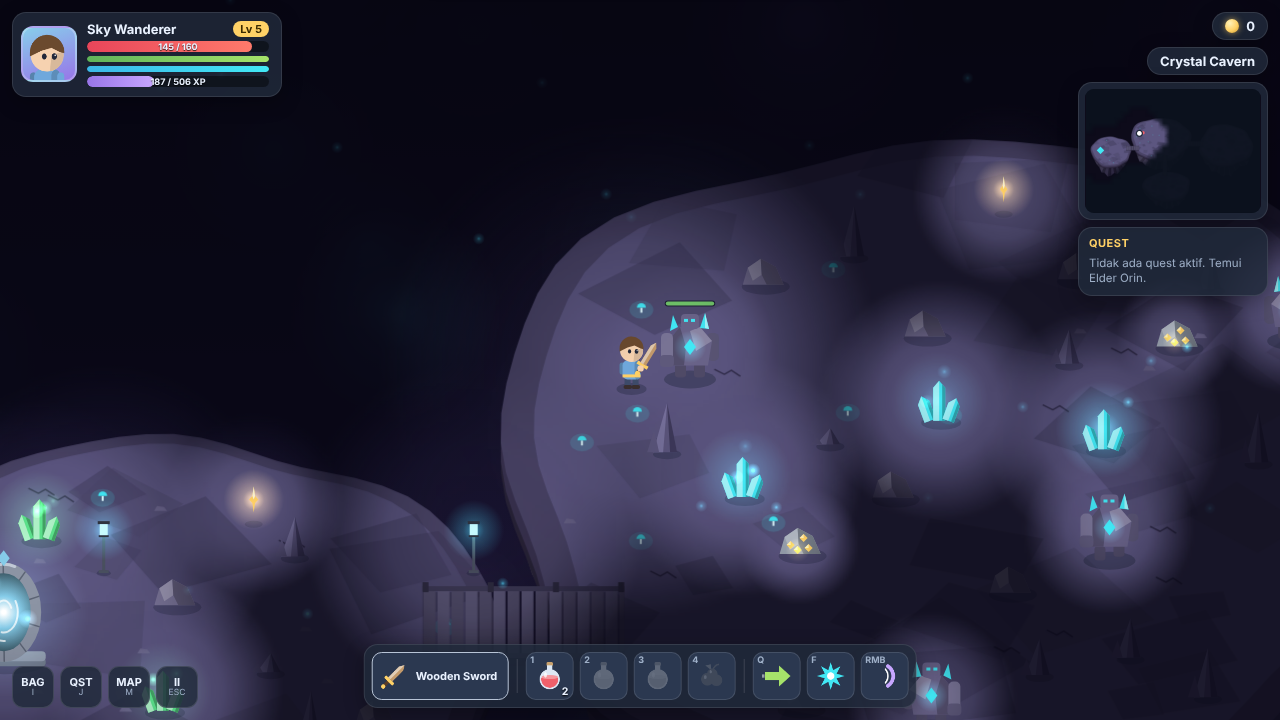 Sky Wanderer
Lv 5
145 / 160
187 / 506 XP
0
Crystal Cavern
QUEST
Tidak ada quest aktif. Temui
Elder Orin.
BAG
I
QST
J
MAP
M
II
ESC
Wooden Sword
1
2
2
3
4
Q
F
RMB